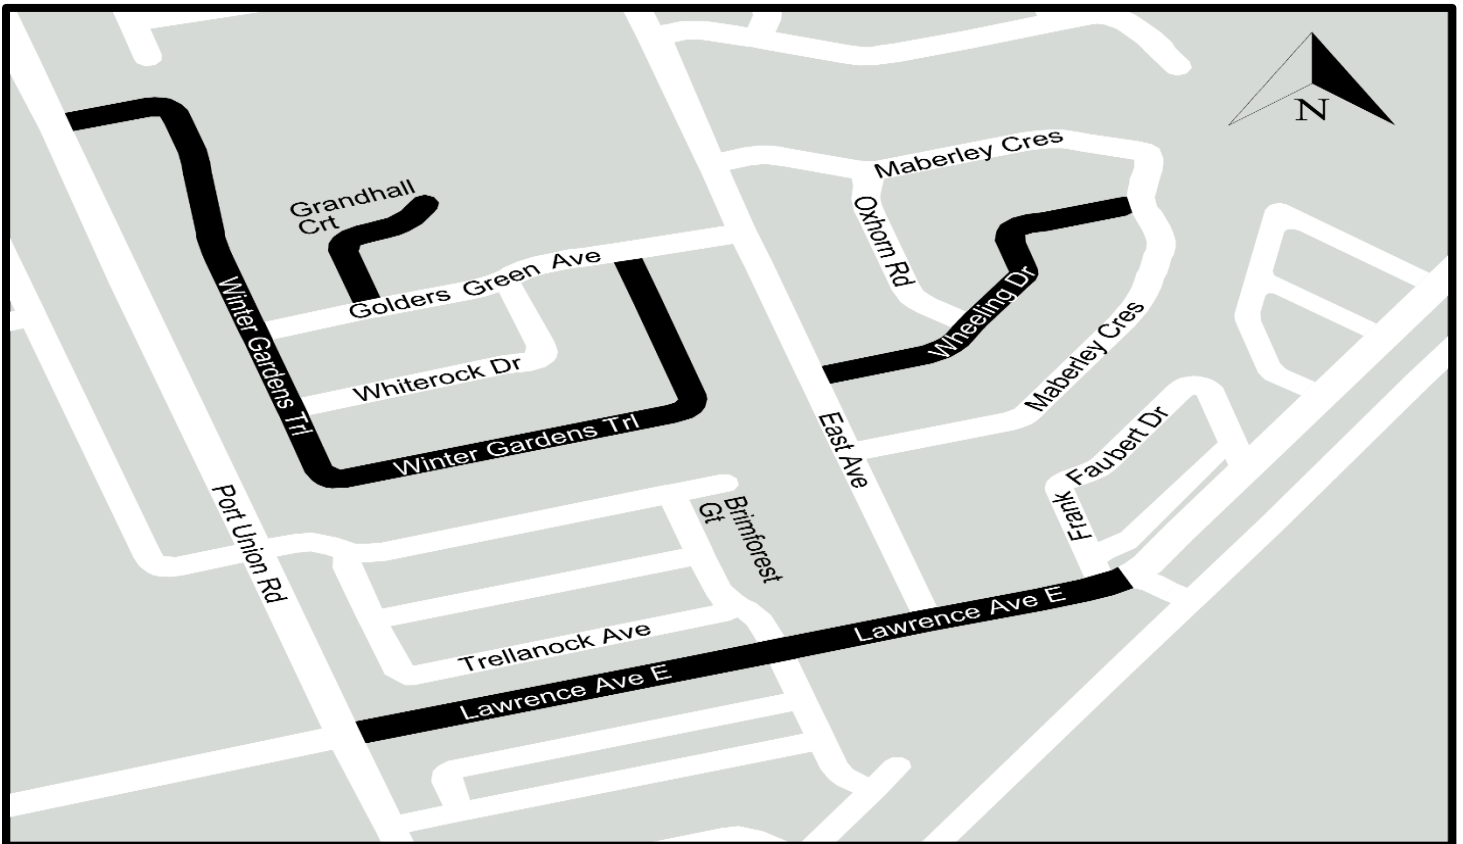 N
Maberley Cres
Grandhall
Crt
Oxhorn Rd
Golders Green Ave
Wheeling Dr
Winter Gardens Trl
Maberley Cres
Whiterock Dr
Winter Gardens Trl
East Ave
Faubert Dr
Frank
Port Union Rd
Brimforest
Gt
Lawrence Ave E
Trellanock Ave
Lawrence Ave E